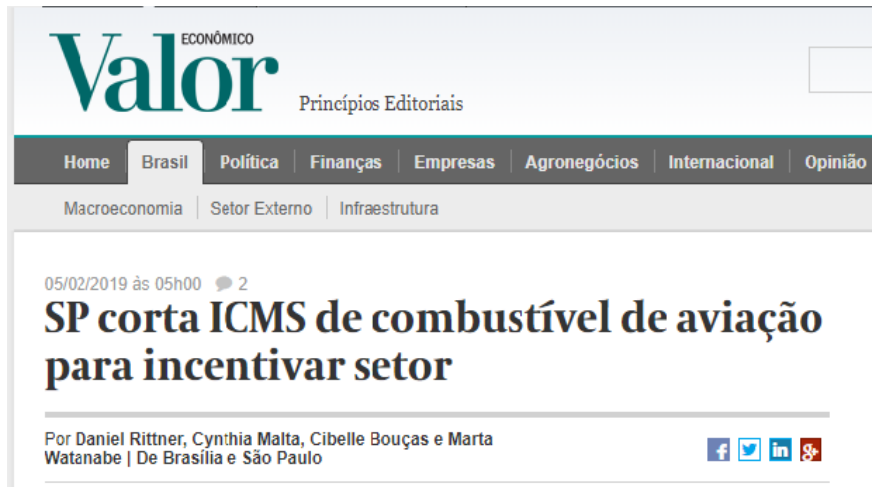 ECONÔMICO
Valor
Princípios Editoriais
Home Brasil Política Finanças Empresas Agronegócios Internacional Opinião
Macroeconomia Setor Externo Infraestrutura
05/02/2019 às 05h00 2
SP corta ICMS de combustível de aviação
para incentivar setor
Por Daniel Rittner, Cynthia Malta, Cibelle Bouças e Marta
Watanabe | De Brasília e São Paulo
f in g+